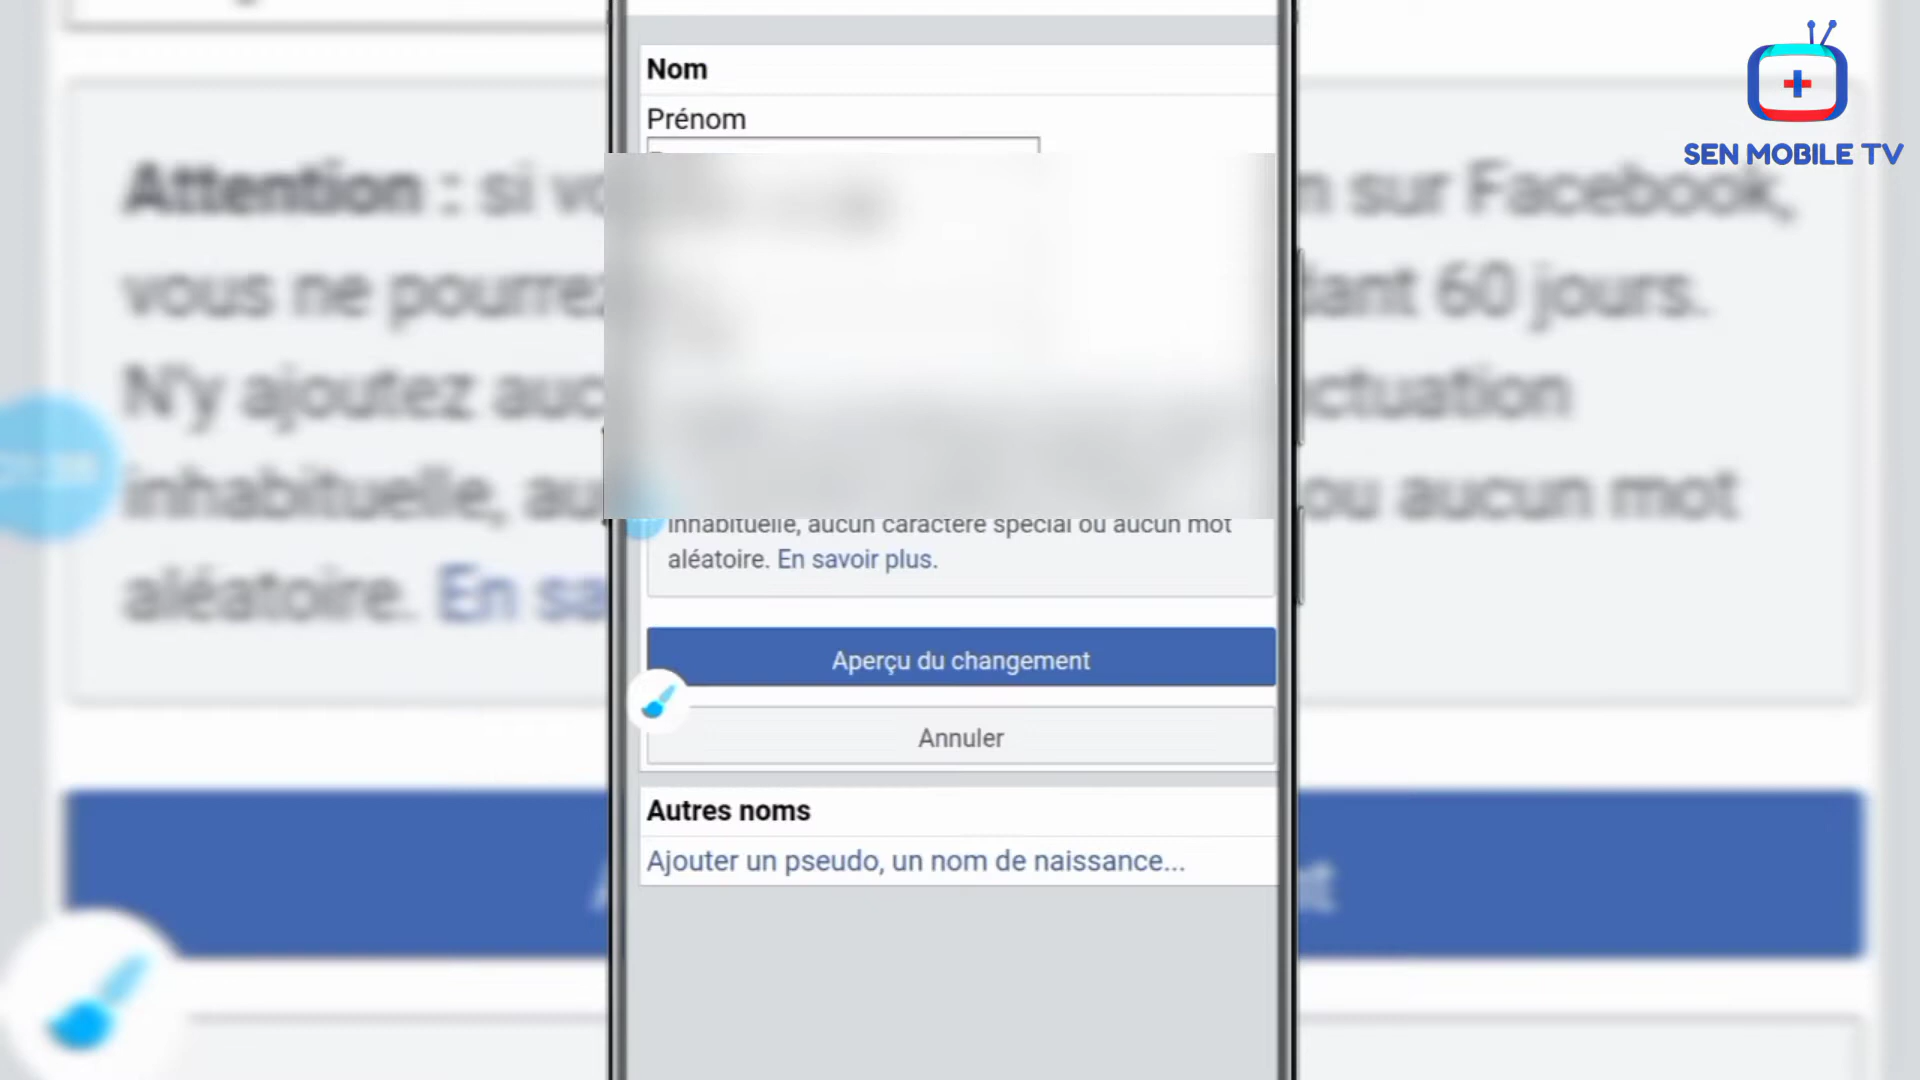 Nom
Prénom
SEN MOBILE TV
Attention : si vo
n sur Facebook,
vous ne pourrez
dant 60 jours.
N'y ajoutez auc
ctuation
inhabituelle, au
ou aucun mot
aléatoire. En sa
inhabituelle, aucun caractère spécial ou aucun mot
aléatoire. En savoir plus.
Aperçu du changement
Annuler
Autres noms
Ajouter un pseudo, un nom de naissance...